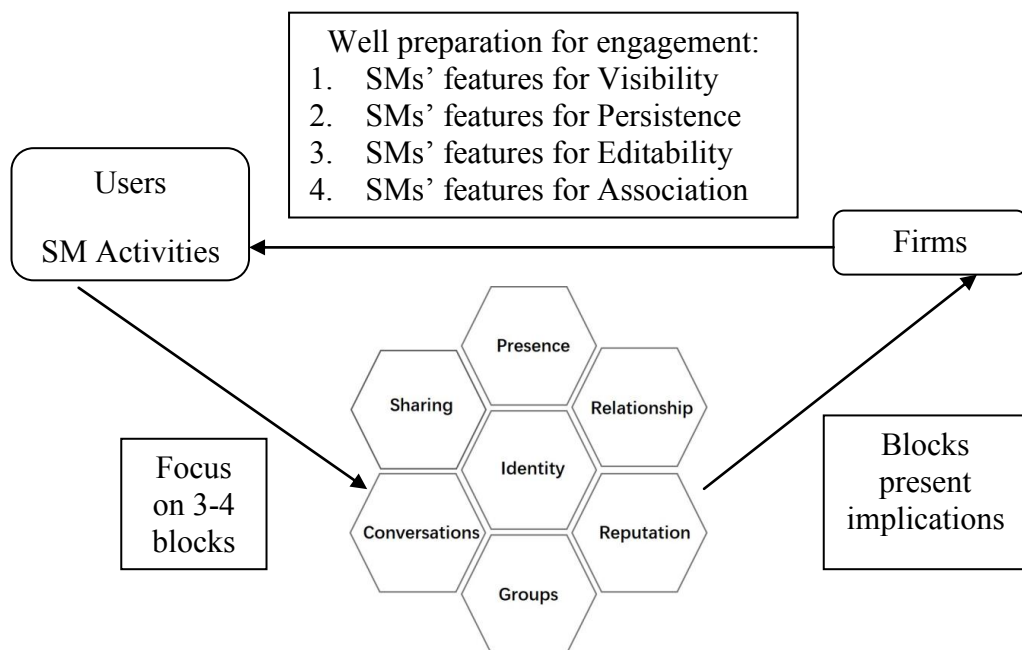 Well preparation for engagement:
1. SMs’ features for Visibility
2. SMs’ features for Persistence
3. SMs’ features for Editability
4. SMs’ features for Association
Users
SM Activities
Firms
Presence
Sharing
Relationship
Identity
Conversations
Reputation
Groups
Focus
on 3-4
blocks
Blocks
present
implications